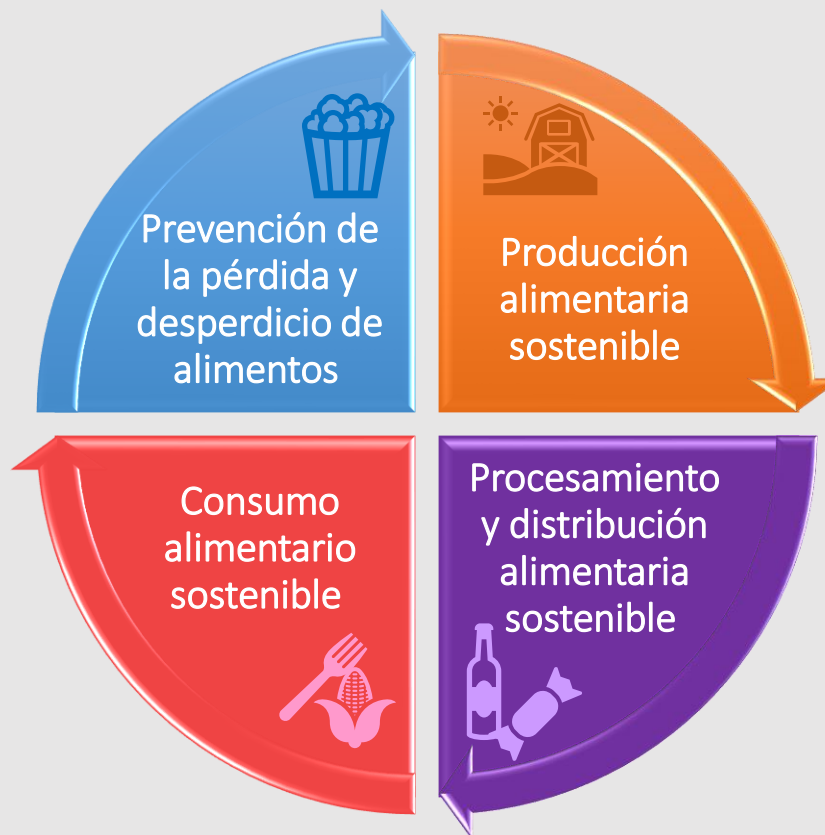 Prevención de
la pérdida y
desperdicio de
alimentos
Producción
alimentaria
sostenible
Consumo
alimentario
sostenible
Procesamiento
y distribución
alimentaria
sostenible